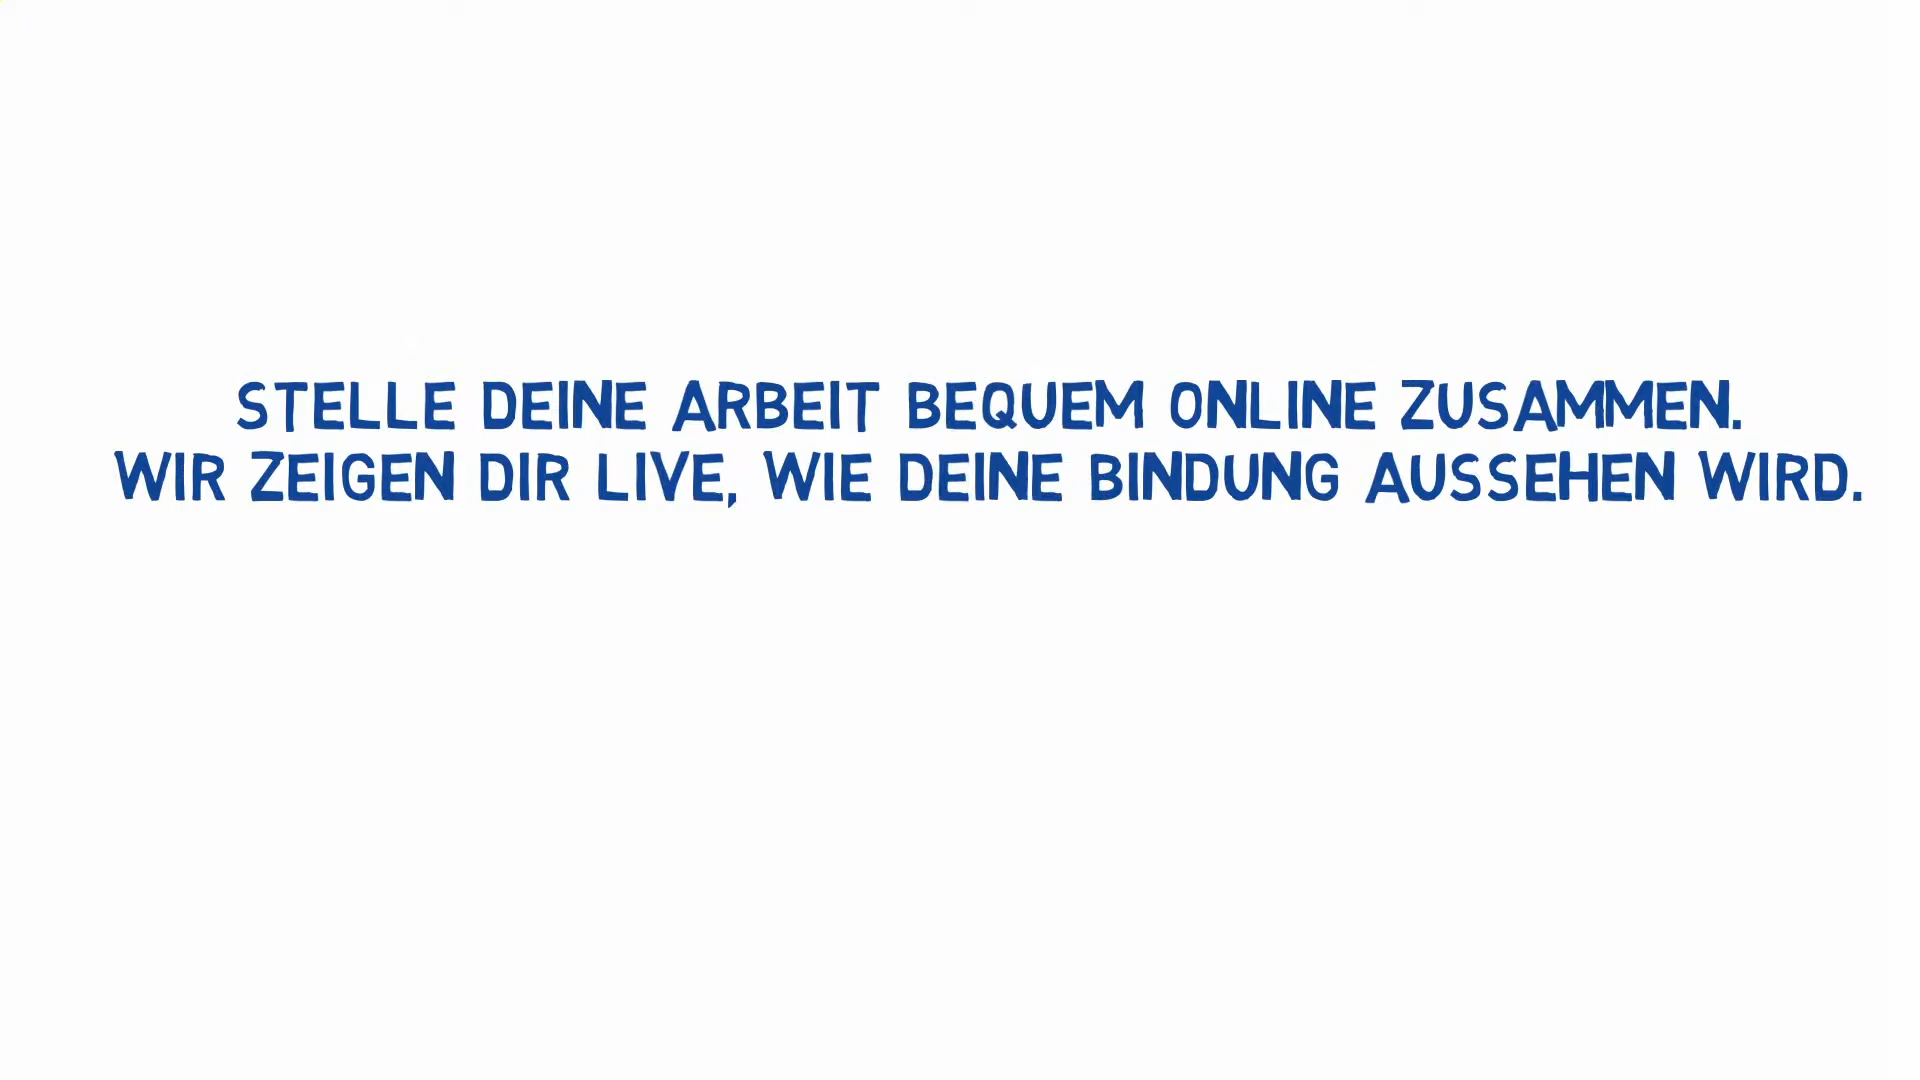 STELLE DEINE ARBEIT BEQUEM ONLINE ZUSAMMEN.
WIR ZEIGEN DIR LIVE, WIE DEINE BINDUNG AUSSEHEN WIRD.